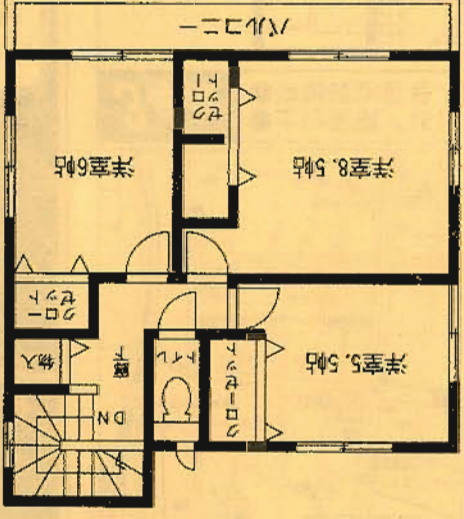 バルコニー
クロゼット
洋室6帖
洋室8.5帖
クローゼット
物入
廊下
トイレ
クローゼット
洋室5.5帖
DN